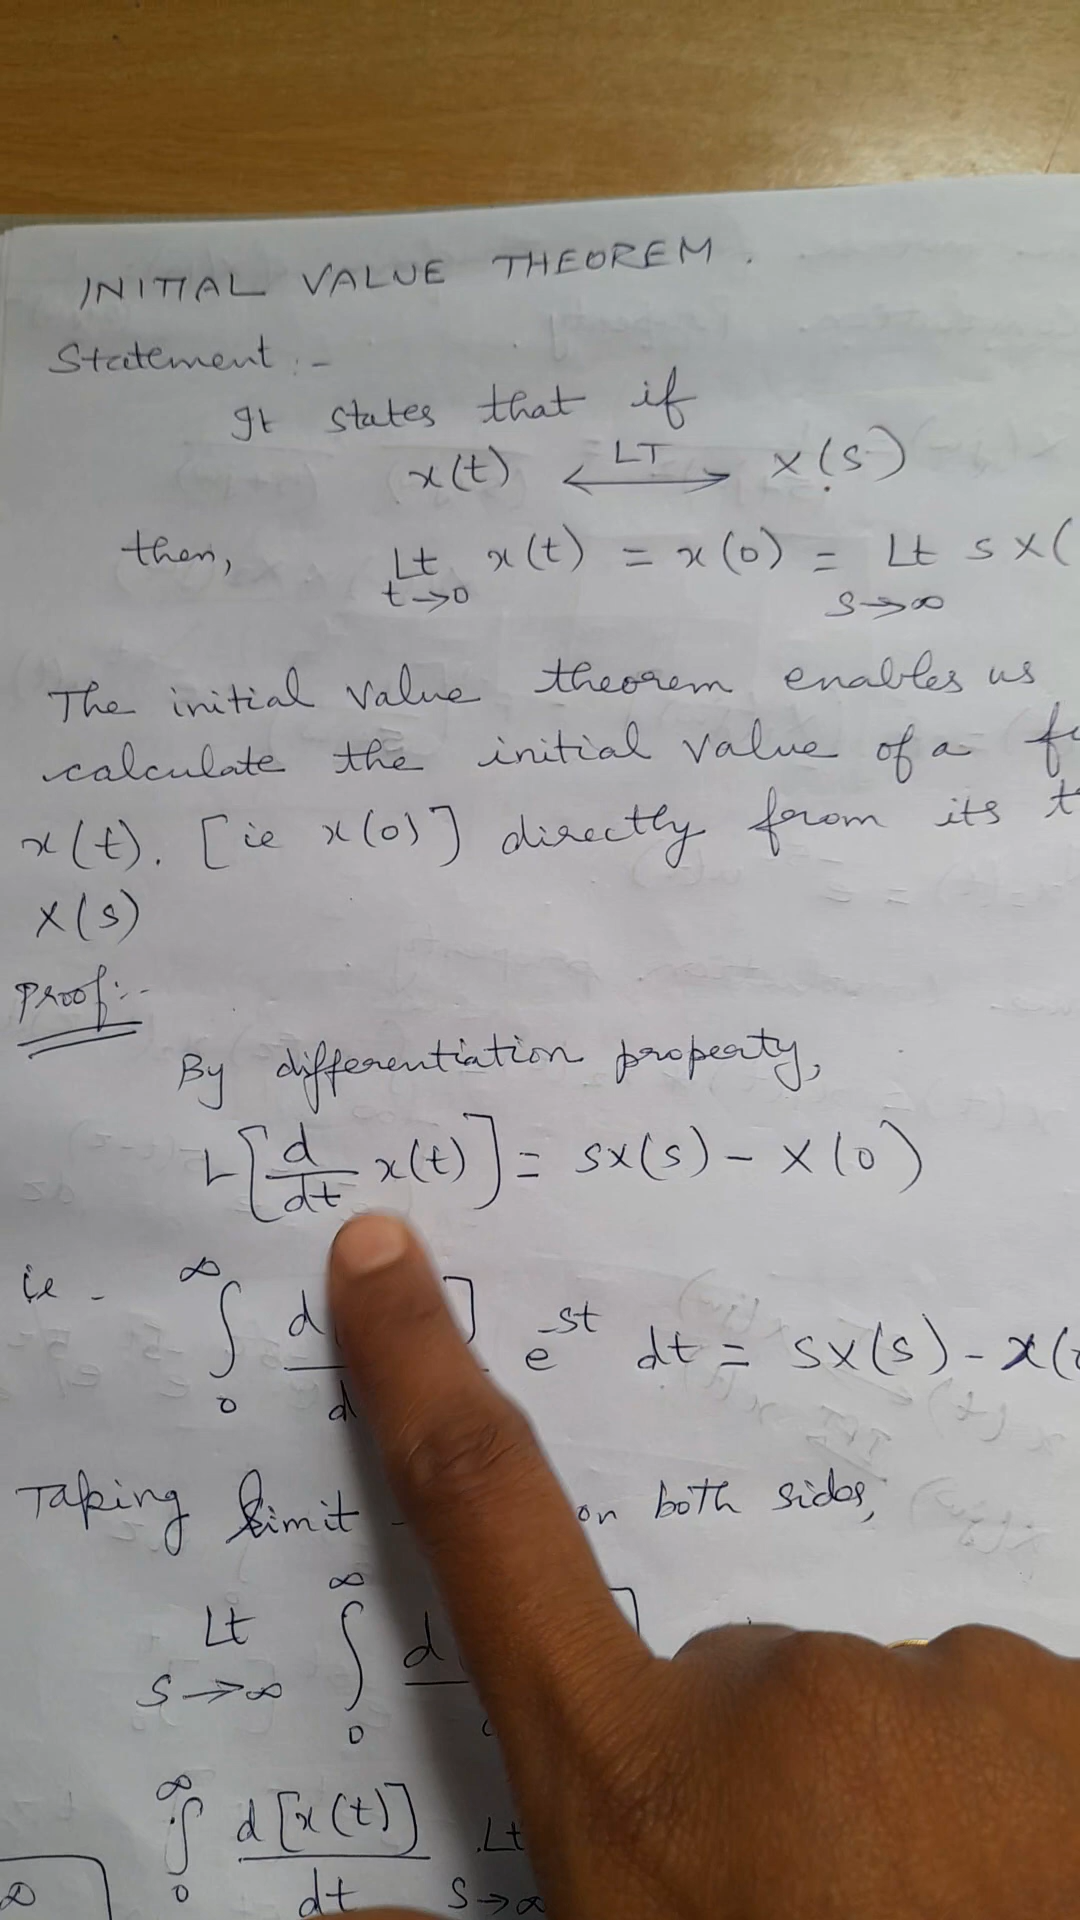 INITIAL VALUE THEOREM.
Statement :-
It states that if
x(t) LT ⟷ X(s)
then, Lt t→0 x(t) = x(0) = Lt s→∞ s X(
The initial value theorem enables us
calculate the initial value of a
x(t). [ie x(0)] directly from its
X(s)
Proof :-
By differentiation property,
L[d/dt x(t)] = sX(s) - X(0)
ie - ∞ ∫ 0 d ] e^-st dt = sX(s) - x(
Taking limit on both sides,
Lt s→∞ ∞ ∫ 0 d ]
∞ ∫ 0 d[x(t)]/dt Lt s→∞
∞